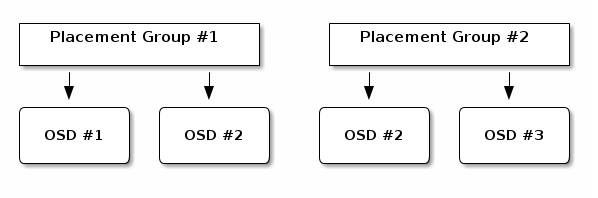 Placement Group #1
Placement Group #2
OSD #1
OSD #2
OSD #2
OSD #3